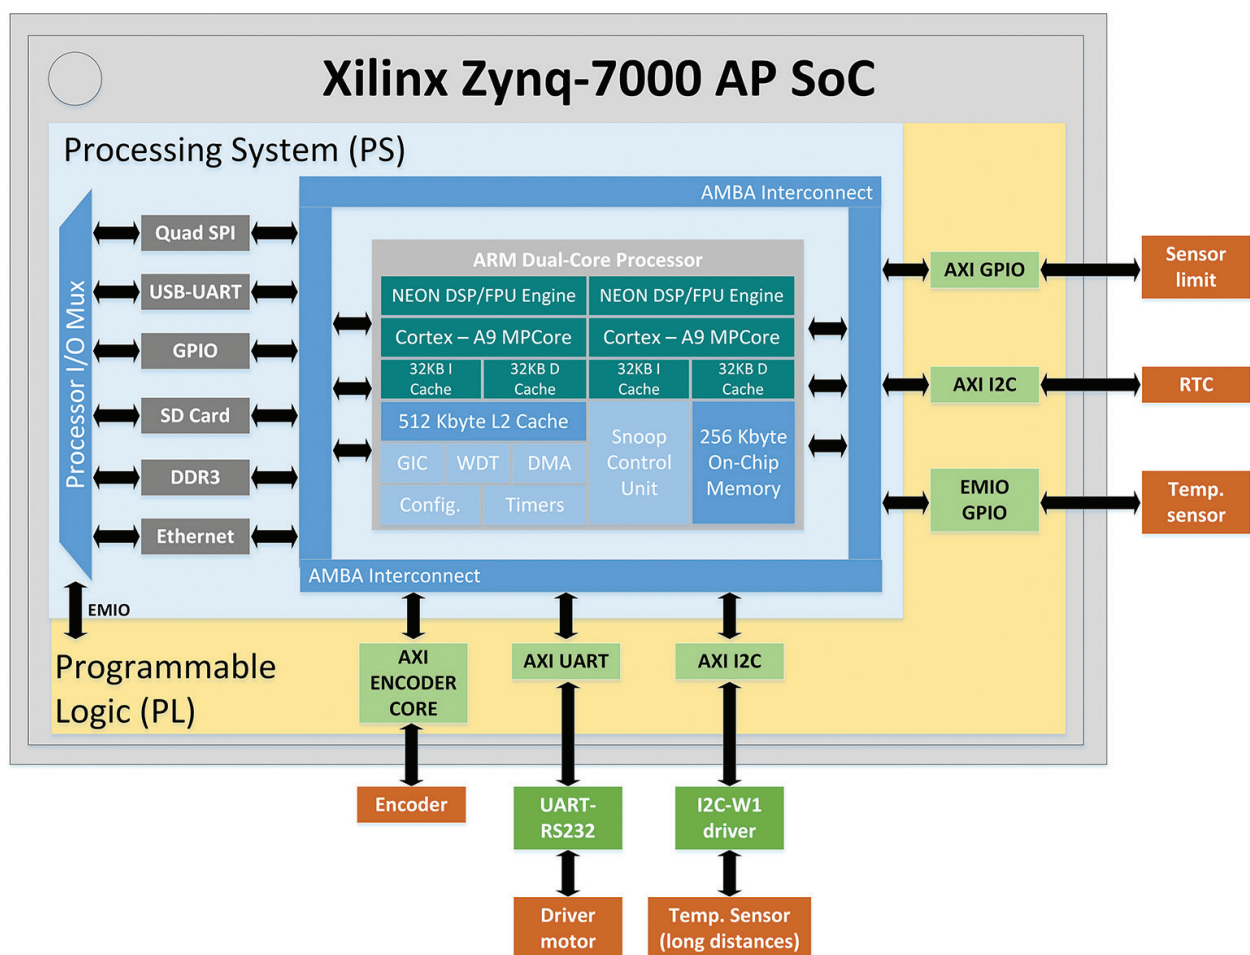 Xilinx Zynq-7000 AP SoC
Processing System (PS)
AMBA Interconnect
Processor I/O Mux
Quad SPI
USB-UART
GPIO
SD Card
DDR3
Ethernet
ARM Dual-Core Processor
NEON DSP/FPU Engine
NEON DSP/FPU Engine
Cortex – A9 MPCore
Cortex – A9 MPCore
32KB I
Cache
32KB D
Cache
32KB I
Cache
32KB D
Cache
512 Kbyte L2 Cache
GIC
WDT
DMA
Config.
Timers
Snoop
Control
Unit
256 Kbyte
On-Chip
Memory
AMBA Interconnect
AXI GPIO
Sensor
limit
AXI I2C
RTC
EMIO
GPIO
Temp.
sensor
EMIO
Programmable
Logic (PL)
AXI
ENCODER
CORE
AXI UART
AXI I2C
Encoder
UART-
RS232
I2C-W1
driver
Driver
motor
Temp. Sensor
(long distances)